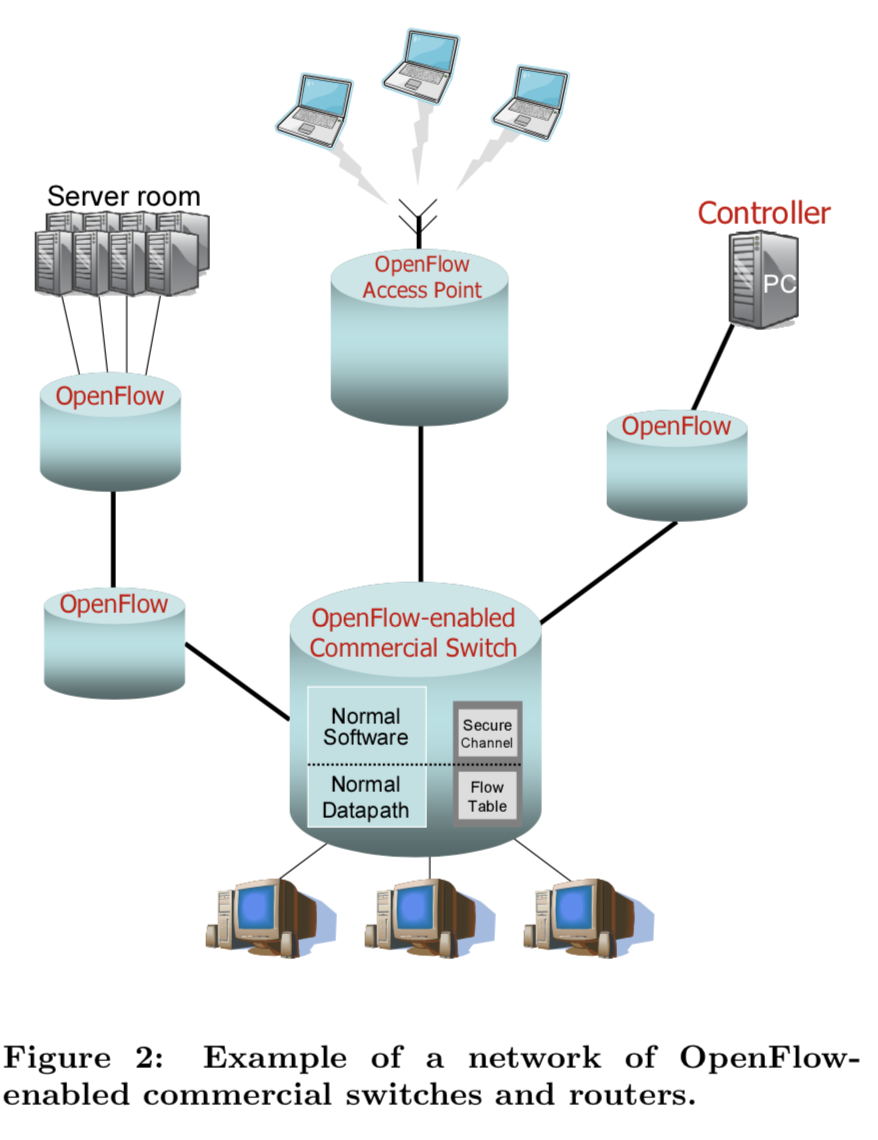 Server room
Controller
PC
OpenFlow
Access Point
OpenFlow
OpenFlow
OpenFlow
OpenFlow-enabled
Commercial Switch
Normal
Software
Secure
Channel
Normal
Datapath
Flow
Table
Figure 2: Example of a network of OpenFlow-
enabled commercial switches and routers.